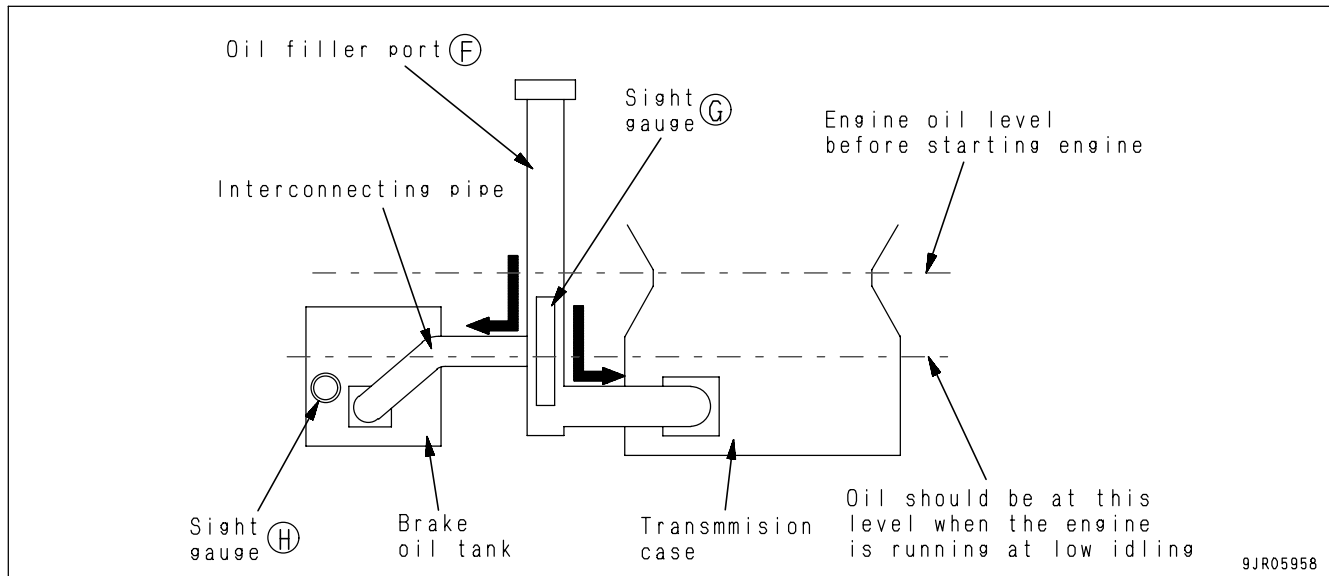 Oil filler port F
Sight
gauge G
Engine oil level
before starting engine
Interconnecting pipe
Sight
gauge H
Brake
oil tank
Transmmision
case
Oil should be at this
level when the engine
is running at low idling
9JR05958